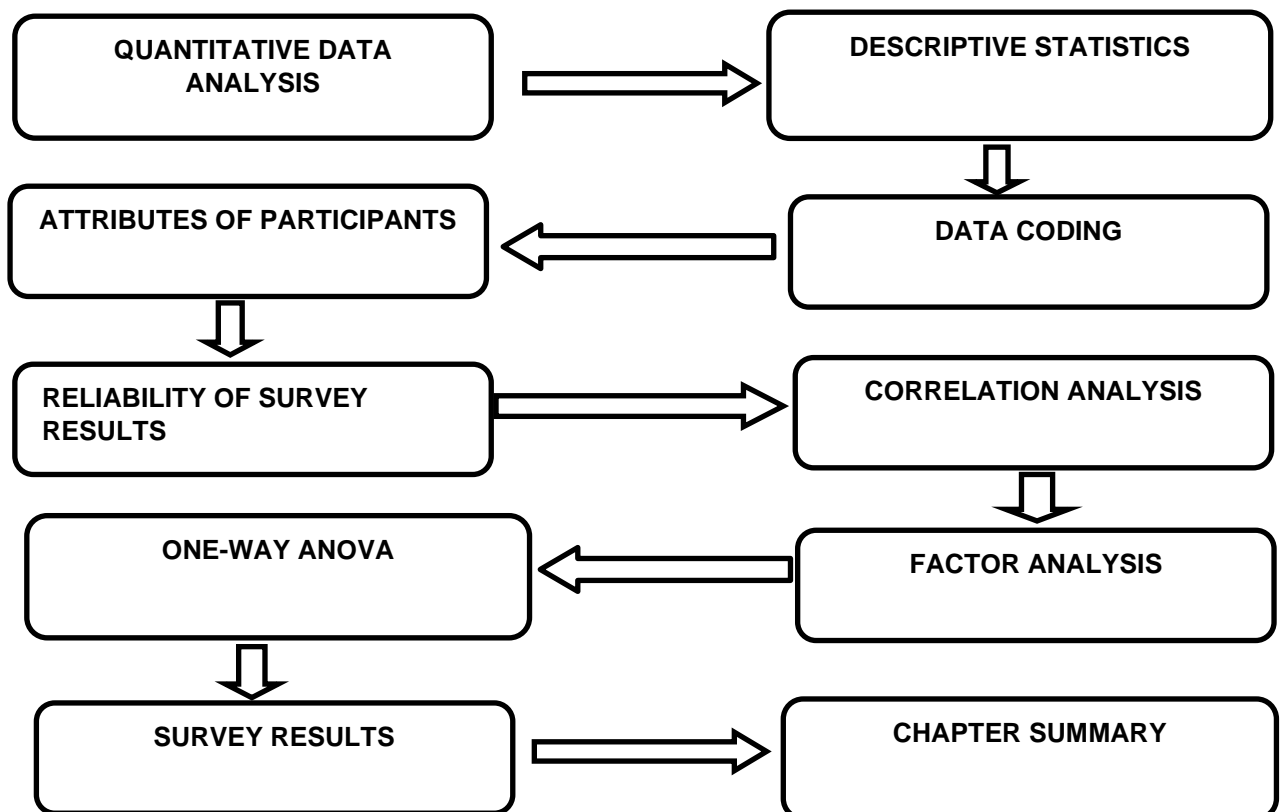 QUANTITATIVE DATA
ANALYSIS
DESCRIPTIVE STATISTICS
ATTRIBUTES OF PARTICIPANTS
DATA CODING
RELIABILITY OF SURVEY
RESULTS
CORRELATION ANALYSIS
ONE-WAY ANOVA
FACTOR ANALYSIS
SURVEY RESULTS
CHAPTER SUMMARY